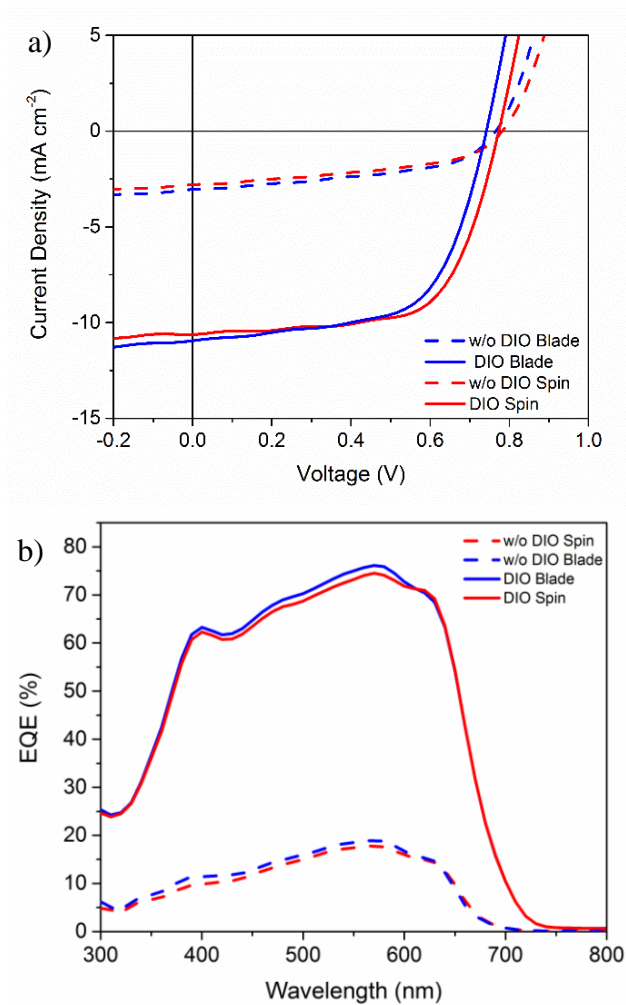 a)
5
0
-5
-10
-15
Current Density (mA cm⁻²)
w/o DIO Blade
DIO Blade
w/o DIO Spin
DIO Spin
-0.2 0.0 0.2 0.4 0.6 0.8 1.0
Voltage (V)
b)
80
70
60
50
40
30
20
10
0
EQE (%)
w/o DIO Spin
w/o DIO Blade
DIO Blade
DIO Spin
300 400 500 600 700 800
Wavelength (nm)